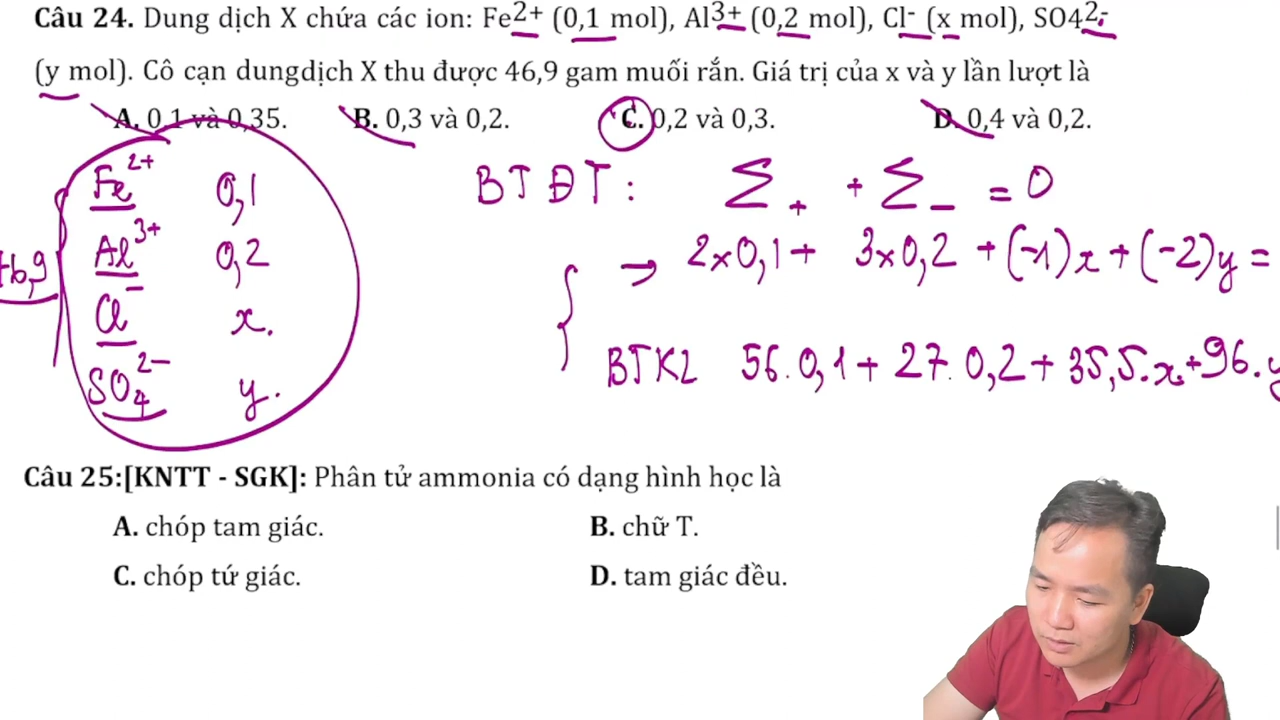 Câu 24. Dung dịch X chứa các ion: Fe2+ (0,1 mol), Al3+ (0,2 mol), Cl- (x mol), SO42-
(y mol). Cô cạn dungdịch X thu được 46,9 gam muối rắn. Giá trị của x và y lần lượt là
A. 0,1 và 0,35. B. 0,3 và 0,2. C. 0,2 và 0,3. D. 0,4 và 0,2.
Fe2+ 0,1
Al3+ 0,2
Cl- x.
SO42- y.
46,9
BTĐT: Σ+ + Σ- = 0
→ 2x0,1+ 3x0,2 +(-1)x+(-2)y=
BTKL 56.0,1+ 27.0,2+ 35,5.x+96.y
Câu 25:[KNTT - SGK]: Phân tử ammonia có dạng hình học là
A. chóp tam giác. B. chữ T.
C. chóp tứ giác. D. tam giác đều.